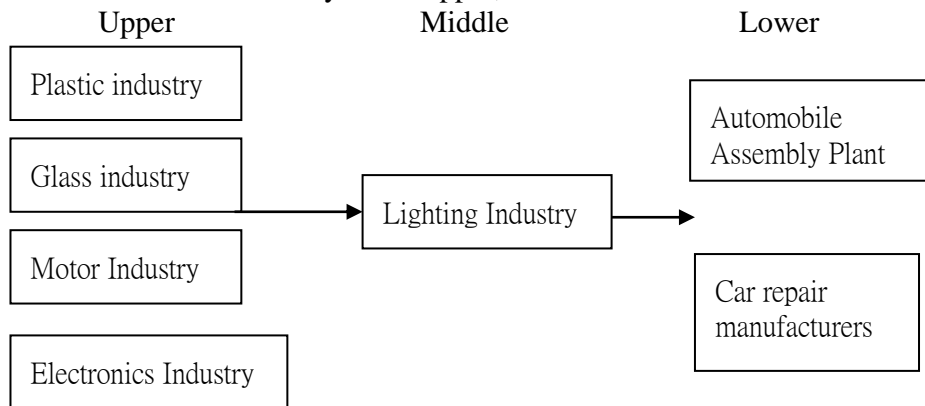 Upper Middle Lower
Plastic industry
Glass industry
Motor Industry
Electronics Industry
Lighting Industry
Automobile
Assembly Plant
Car repair
manufacturers